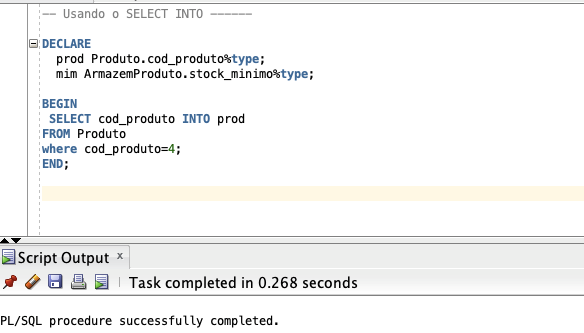 -- Usando o SELECT INTO ------
DECLARE
prod Produto.cod_produto%type;
mim ArmazemProduto.stock_minimo%type;
BEGIN
SELECT cod_produto INTO prod
FROM Produto
where cod_produto=4;
END;
Script Output x
Task completed in 0.268 seconds
PL/SQL procedure successfully completed.